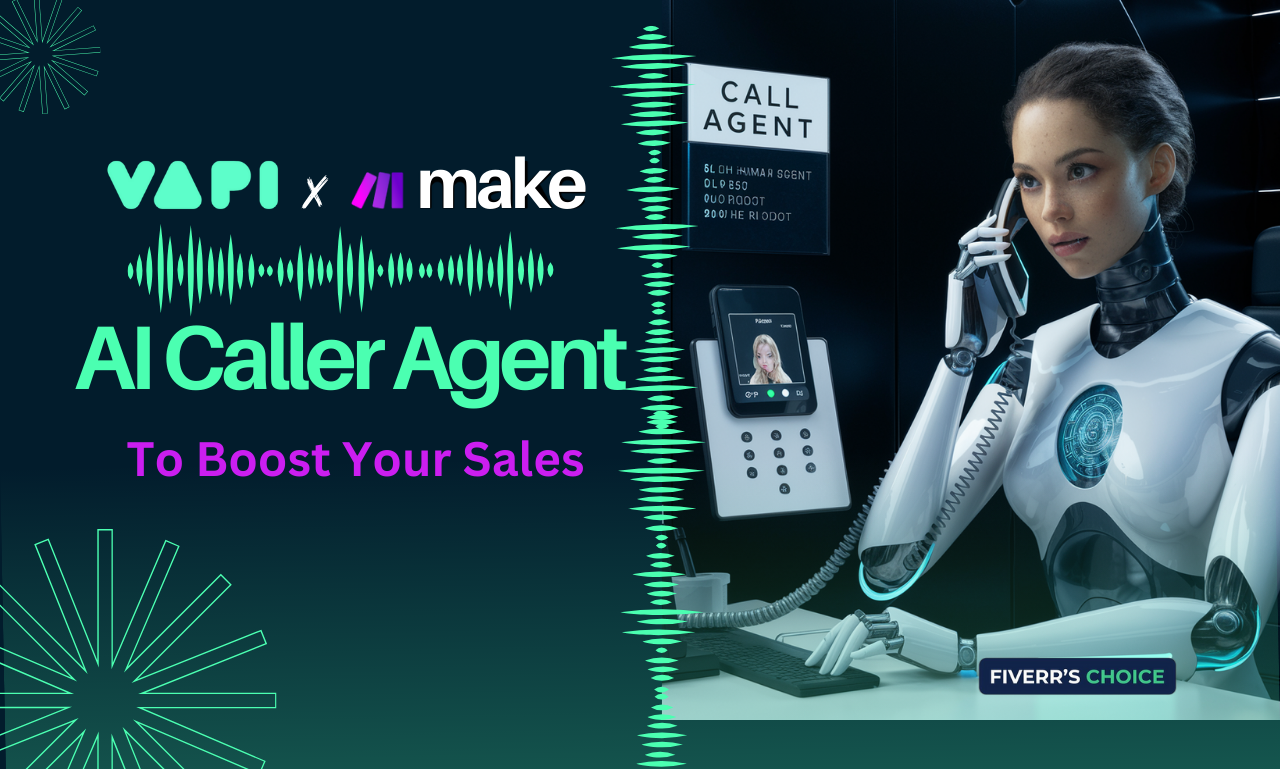 VAPI x make
AI Caller Agent
To Boost Your Sales
CALL
AGENT
FIVERR'S CHOICE